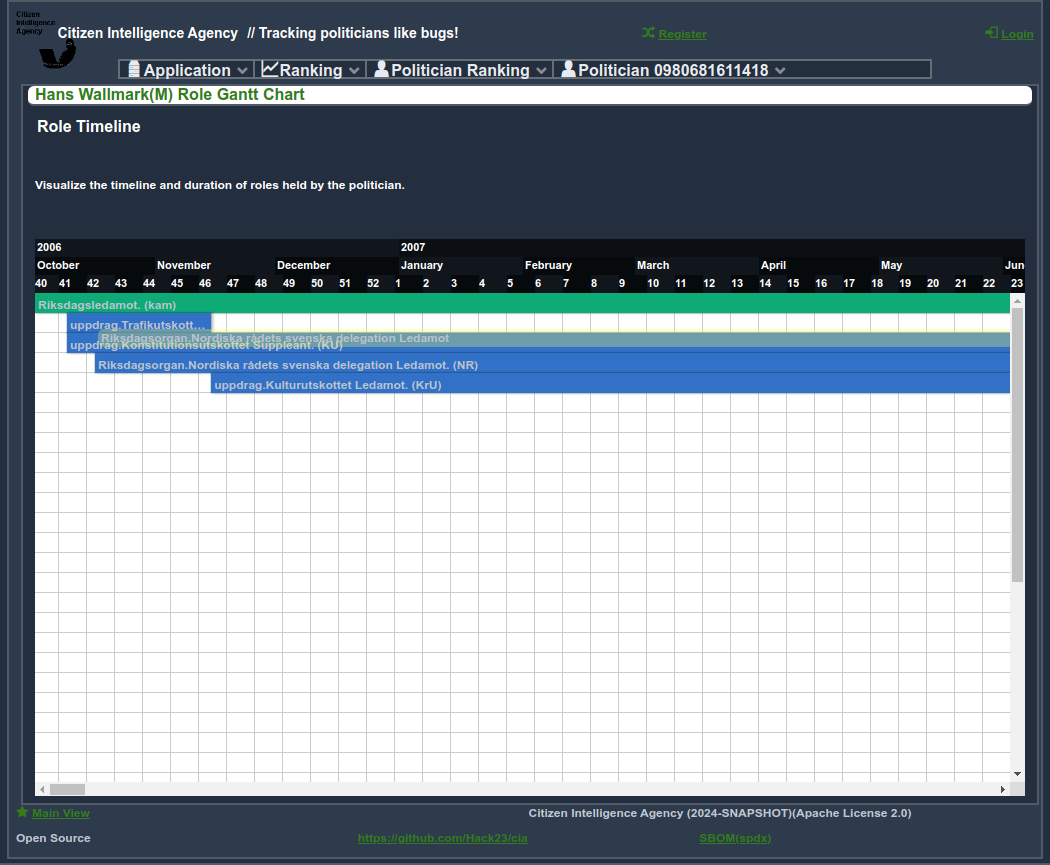 Citizen
Intelligence
Agency
Citizen Intelligence Agency // Tracking politicians like bugs!
Register
Login
Application Ranking Politician Ranking Politician 0980681611418
Hans Wallmark(M) Role Gantt Chart
Role Timeline
Visualize the timeline and duration of roles held by the politician.
2006 2007
October November December January February March April May Jun
40 41 42 43 44 45 46 47 48 49 50 51 52 1 2 3 4 5 6 7 8 9 10 11 12 13 14 15 16 17 18 19 20 21 22 23
Riksdagsledamot. (kam)
uppdrag.Trafikutskott...
Riksdagsorgan.Nordiska rådets svenska delegation Ledamot
uppdrag.Konstitutionsutskottet Suppleant. (KU)
Riksdagsorgan.Nordiska rådets svenska delegation Ledamot. (NR)
uppdrag.Kulturutskottet Ledamot. (KrU)
Main View
Citizen Intelligence Agency (2024-SNAPSHOT)(Apache License 2.0)
Open Source
https://github.com/Hack23/cia
SBOM(spdx)